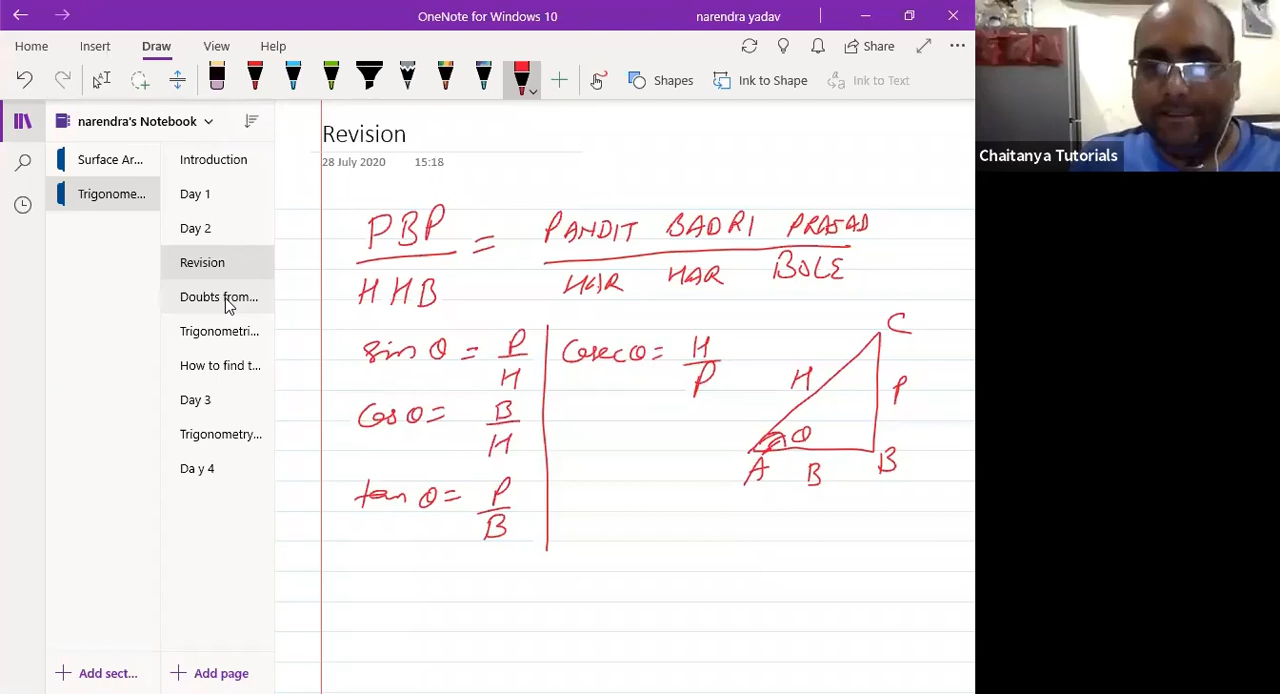 OneNote for Windows 10
narendra yadav
Home Insert Draw View Help
Share
Shapes Ink to Shape Ink to Text
Chaitanya Tutorials
narendra's Notebook
Surface Ar...
Trigonome...
Introduction
Day 1
Day 2
Revision
Doubts from...
Trigonometri...
How to find t...
Day 3
Trigonometry...
Da y 4
Add sect...
Add page
Revision
28 July 2020 15:18
PBP = PANDIT BADRI PRASAD
HHB HAR HAR BOLE
sin θ = P/H
cosec θ = H/P
cos θ = B/H
tan θ = P/B
C
H
P
θ
A B B